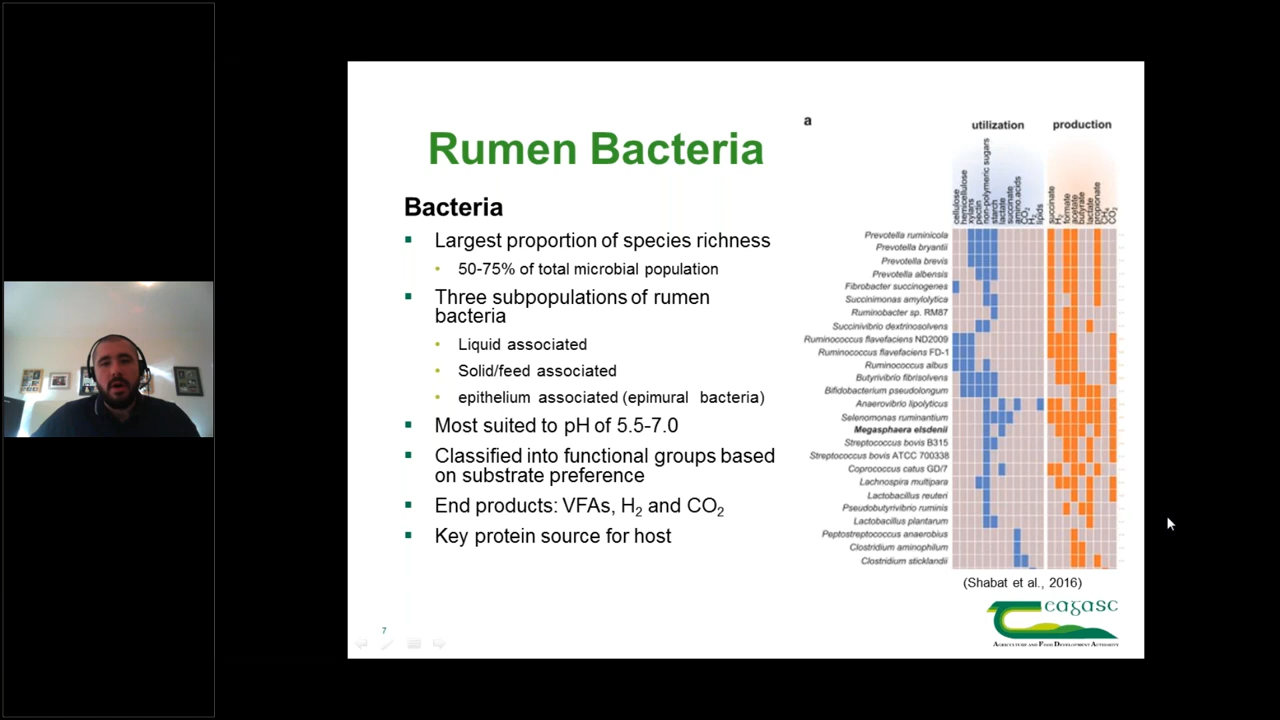 Rumen Bacteria
Bacteria
Largest proportion of species richness
50-75% of total microbial population
Three subpopulations of rumen
bacteria
Liquid associated
Solid/feed associated
epithelium associated (epimural bacteria)
Most suited to pH of 5.5-7.0
Classified into functional groups based
on substrate preference
End products: VFAs, H₂ and CO₂
Key protein source for host
7
a
utilization
production
cellulose
hemicellulose
xylans
pectin
non-polymeric sugars
starch
lactate
succinate
amino.acids
CO₂
H₂
lipids
succinate
H₂
formate
acetate
butyrate
lactate
propionate
CH₄
CO₂
Prevotella ruminicola
Prevotella bryantii
Prevotella brevis
Prevotella albensis
Fibrobacter succinogenes
Succinimonas amylolytica
Ruminobacter sp. RM87
Succinivibrio dextrinosolvens
Ruminococcus flavefaciens ND2009
Ruminococcus flavefaciens FD-1
Ruminococcus albus
Butyrivibrio fibrisolvens
Bifidobacterium pseudolongum
Anaerovibrio lipolyticus
Selenomonas ruminantium
Megasphaera elsdenii
Streptococcus bovis B315
Streptococcus bovis ATCC 700338
Coprococcus catus GD/7
Lachnospira multipara
Lactobacillus reuteri
Pseudobutyrivibrio ruminis
Lactobacillus plantarum
Peptostreptococcus anaerobius
Clostridium aminophilum
Clostridium sticklandii
(Shabat et al., 2016)
teagasc
AGRICULTURE AND FOOD DEVELOPMENT AUTHORITY